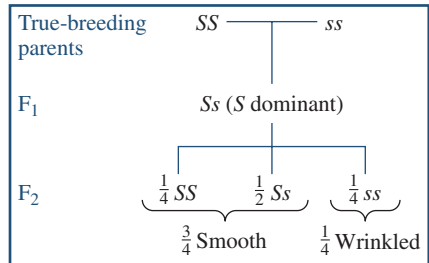 True-breeding parents SS ss
F₁ Ss (S dominant)
F₂ 1/4 SS 1/2 Ss 1/4 ss
3/4 Smooth 1/4 Wrinkled